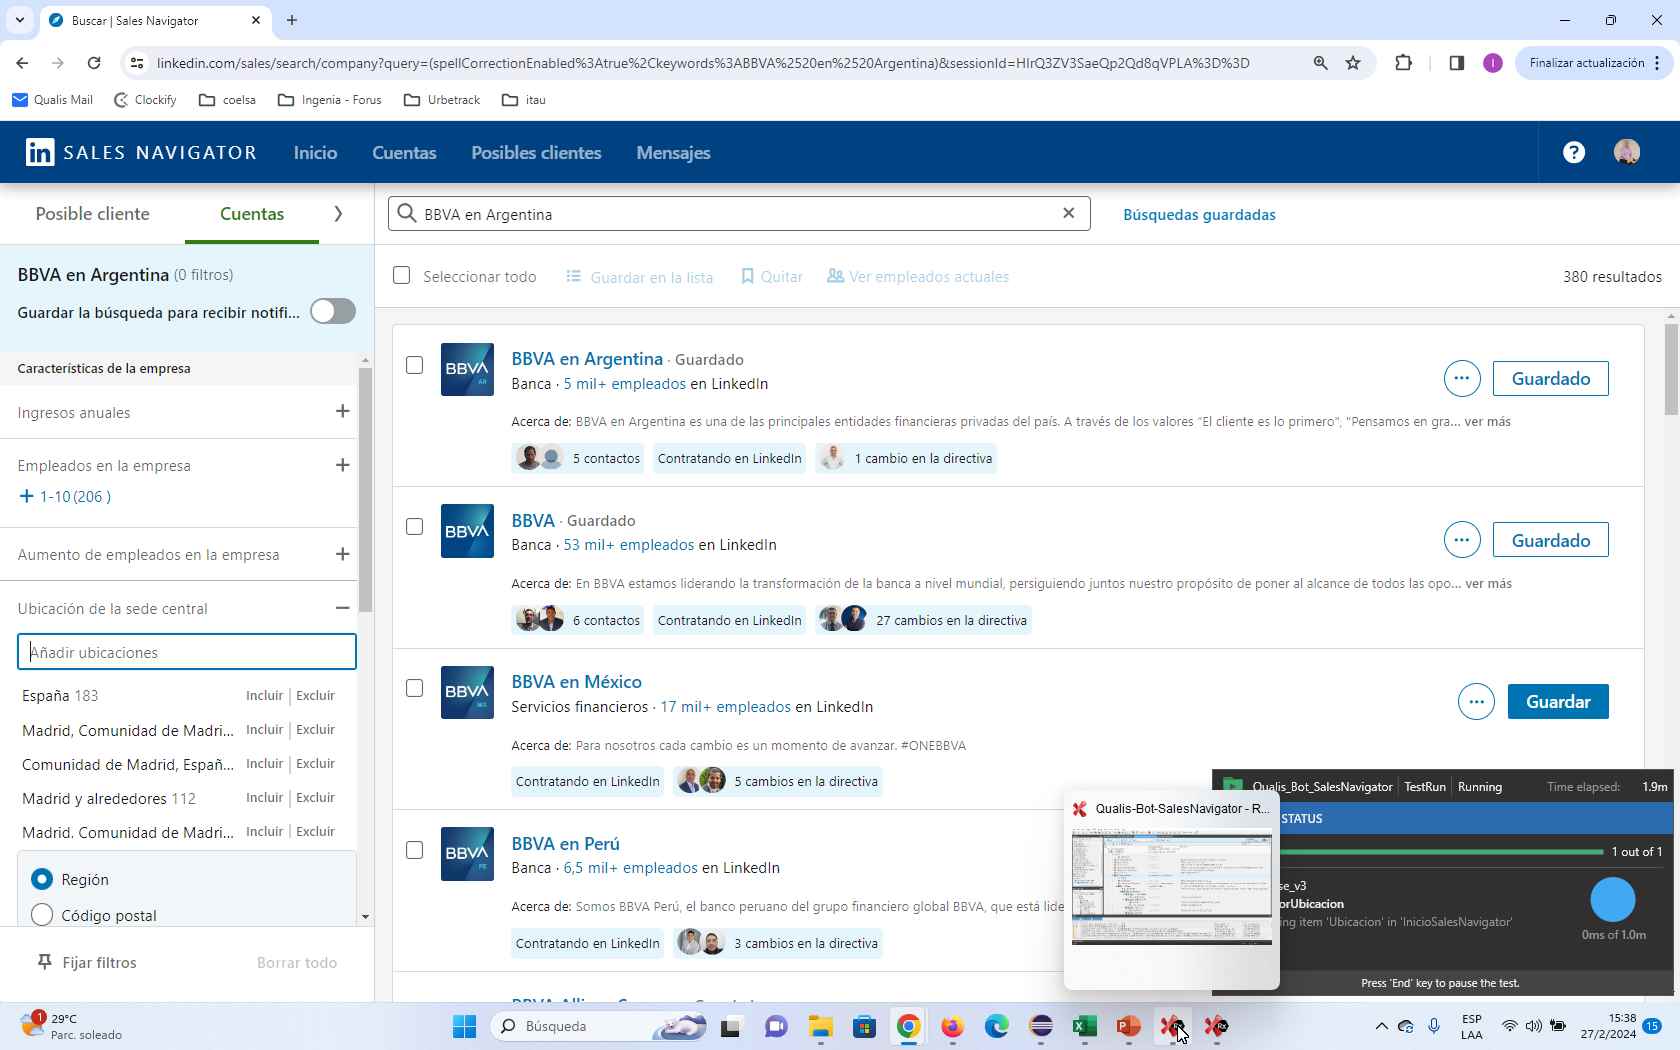 Buscar | Sales Navigator
linkedin.com/sales/search/company?query=(spellCorrectionEnabled%3Atrue%2Ckeywords%3ABBVA%2520en%2520Argentina)&sessionId=HIrQ3ZV3SaeQp2Qd8qVPLA%3D%3D
I
Finalizar actualización
Qualis Mail
Clockify
coelsa
Ingenia - Forus
Urbetrack
itau
in SALES NAVIGATOR
Inicio
Cuentas
Posibles clientes
Mensajes
?
Posible cliente
Cuentas
BBVA en Argentina
Búsquedas guardadas
BBVA en Argentina (0 filtros)
Guardar la búsqueda para recibir notifi...
Seleccionar todo
Guardar en la lista
Quitar
Ver empleados actuales
380 resultados
Características de la empresa
Ingresos anuales
Empleados en la empresa
1-10 (206 )
Aumento de empleados en la empresa
Ubicación de la sede central
Añadir ubicaciones
España 183 Incluir Excluir
Madrid, Comunidad de Madri... Incluir Excluir
Comunidad de Madrid, Españ... Incluir Excluir
Madrid y alrededores 112 Incluir Excluir
Madrid. Comunidad de Madri... Incluir Excluir
Región
Código postal
Fijar filtros
Borrar todo
BBVA AR
BBVA en Argentina · Guardado
Banca · 5 mil+ empleados en LinkedIn
Guardado
Acerca de: BBVA en Argentina es una de las principales entidades financieras privadas del país. A través de los valores "El cliente es lo primero", "Pensamos en gra... ver más
5 contactos
Contratando en LinkedIn
1 cambio en la directiva
BBVA
BBVA · Guardado
Banca · 53 mil+ empleados en LinkedIn
Guardado
Acerca de: En BBVA estamos liderando la transformación de la banca a nivel mundial, persiguiendo juntos nuestro propósito de poner al alcance de todos las opo... ver más
6 contactos
Contratando en LinkedIn
27 cambios en la directiva
BBVA
BBVA en México
Servicios financieros · 17 mil+ empleados en LinkedIn
Guardar
Acerca de: Para nosotros cada cambio es un momento de avanzar. #ONEBBVA
Contratando en LinkedIn
5 cambios en la directiva
BBVA PE
BBVA en Perú
Banca · 6,5 mil+ empleados en LinkedIn
Acerca de: Somos BBVA Perú, el banco peruano del grupo financiero global BBVA, que está lide
Contratando en LinkedIn
3 cambios en la directiva
Qualis-Bot-SalesNavigator - R...
Qualis_Bot_SalesNavigator
TestRun
Running
Time elapsed: 1.9m
STATUS
1 out of 1
se_v3
orUbicacion
ing item 'Ubicacion' in 'InicioSalesNavigator'
0ms of 1.0m
Press 'End' key to pause the test.
1
29°C
Parc. soleado
Búsqueda
ESP
LAA
15:38
27/2/2024
15